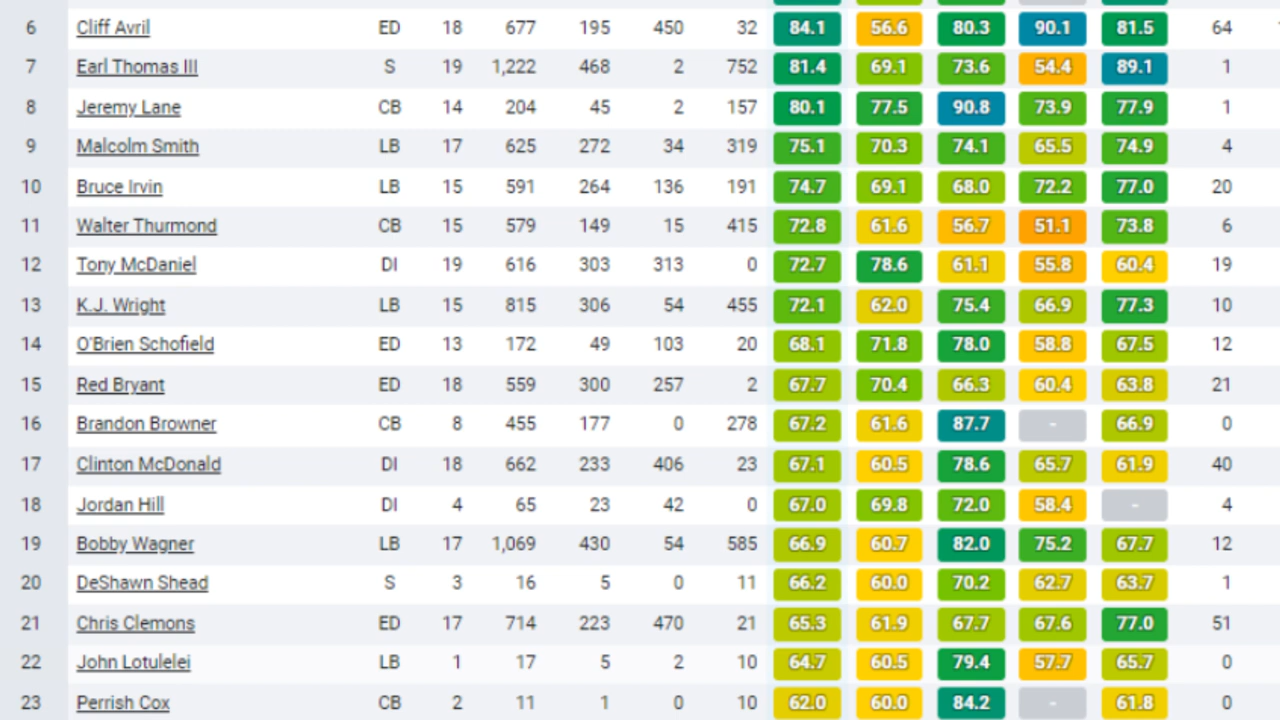 6 Cliff Avril ED 18 677 195 450 32 84.1 56.6 80.3 90.1 81.5 64
7 Earl Thomas III S 19 1,222 468 2 752 81.4 69.1 73.6 54.4 89.1 1
8 Jeremy Lane CB 14 204 45 2 157 80.1 77.5 90.8 73.9 77.9 1
9 Malcolm Smith LB 17 625 272 34 319 75.1 70.3 74.1 65.5 74.9 4
10 Bruce Irvin LB 15 591 264 136 191 74.7 69.1 68.0 72.2 77.0 20
11 Walter Thurmond CB 15 579 149 15 415 72.8 61.6 56.7 51.1 73.8 6
12 Tony McDaniel DI 19 616 303 313 0 72.7 78.6 61.1 55.8 60.4 19
13 K.J. Wright LB 15 815 306 54 455 72.1 62.0 75.4 66.9 77.3 10
14 O'Brien Schofield ED 13 172 49 103 20 68.1 71.8 78.0 58.8 67.5 12
15 Red Bryant ED 18 559 300 257 2 67.7 70.4 66.3 60.4 63.8 21
16 Brandon Browner CB 8 455 177 0 278 67.2 61.6 87.7 - 66.9 0
17 Clinton McDonald DI 18 662 233 406 23 67.1 60.5 78.6 65.7 61.9 40
18 Jordan Hill DI 4 65 23 42 0 67.0 69.8 72.0 58.4 - 4
19 Bobby Wagner LB 17 1,069 430 54 585 66.9 60.7 82.0 75.2 67.7 12
20 DeShawn Shead S 3 16 5 0 11 66.2 60.0 70.2 62.7 63.7 1
21 Chris Clemons ED 17 714 223 470 21 65.3 61.9 67.7 67.6 77.0 51
22 John Lotulelei LB 1 17 5 2 10 64.7 60.5 79.4 57.7 65.7 0
23 Perrish Cox CB 2 11 1 0 10 62.0 60.0 84.2 - 61.8 0